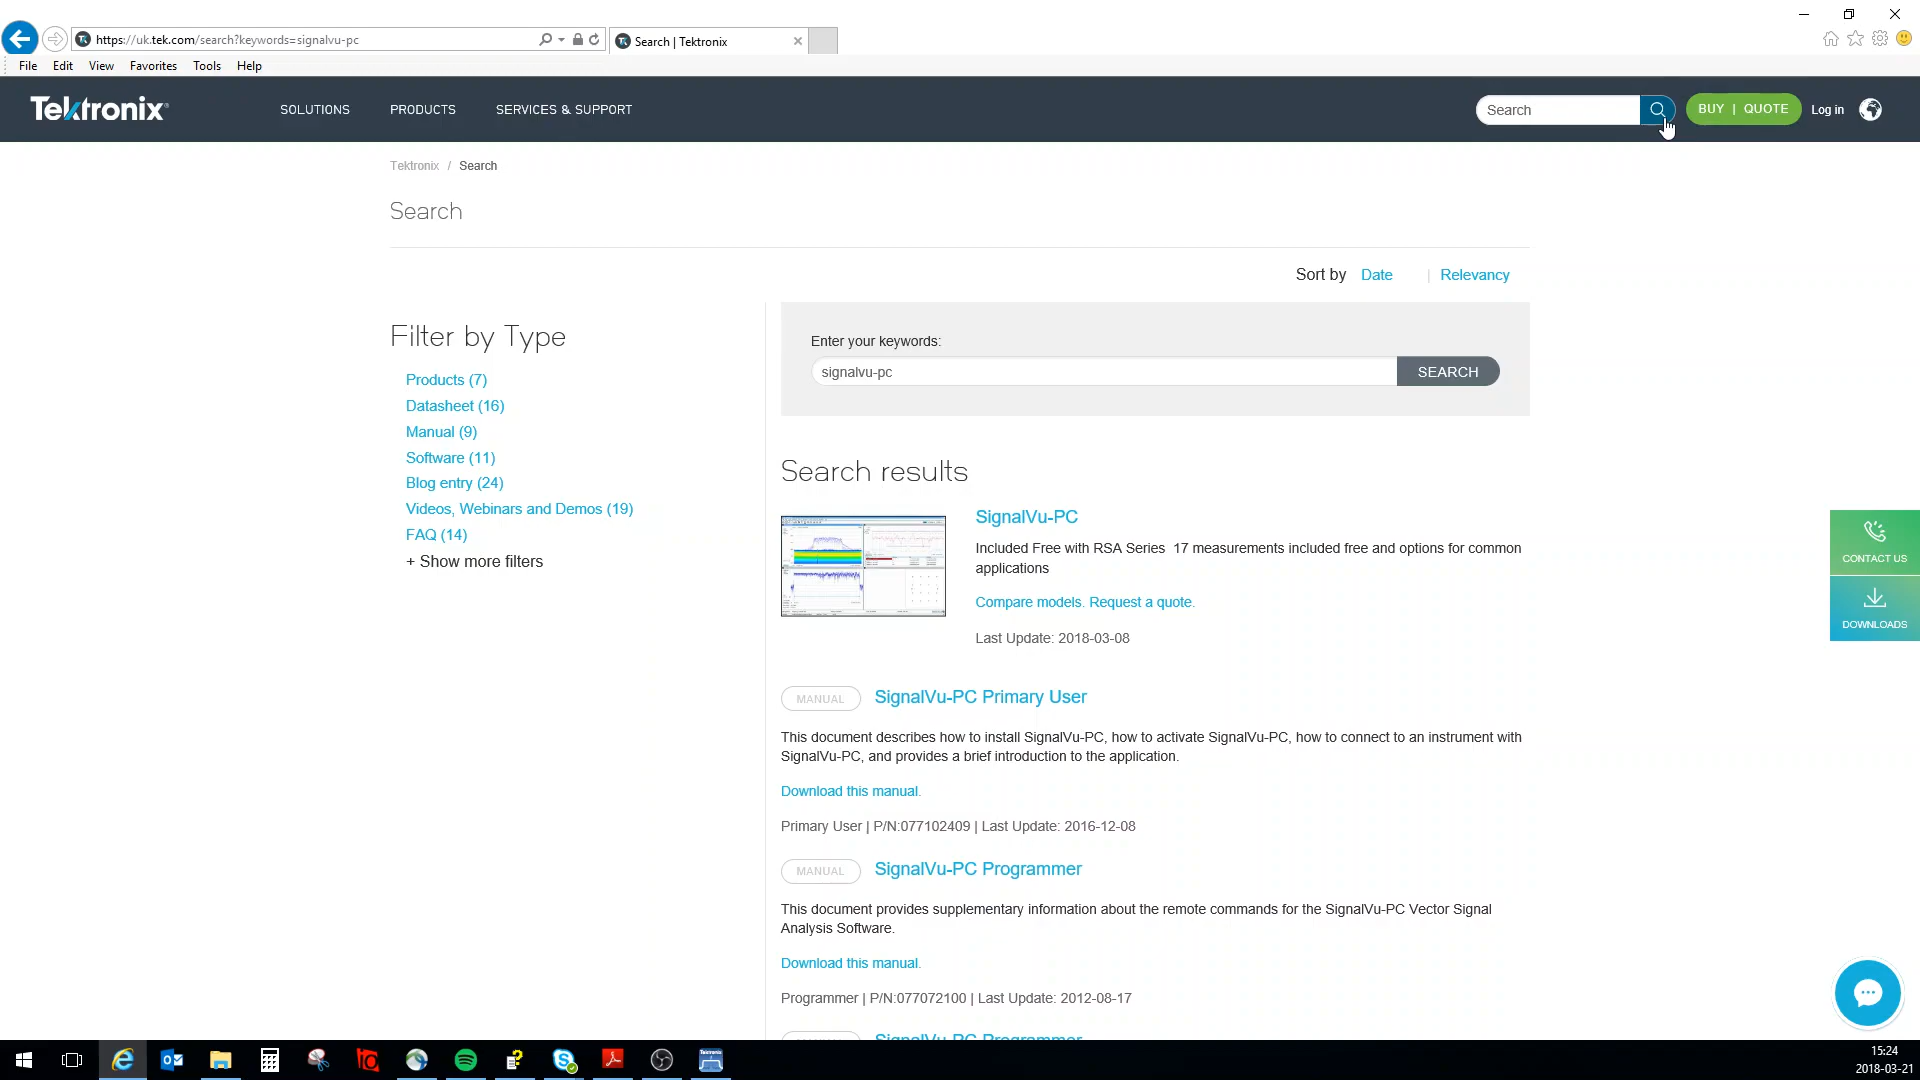 https://uk.tek.com/search?keywords=signalvu-pc
Search | Tektronix
File Edit View Favorites Tools Help
Tektronix
SOLUTIONS PRODUCTS SERVICES & SUPPORT
Search
BUY | QUOTE
Log in
Tektronix / Search
Search
Sort by Date | Relevancy
Filter by Type
Products (7)
Datasheet (16)
Manual (9)
Software (11)
Blog entry (24)
Videos, Webinars and Demos (19)
FAQ (14)
+ Show more filters
Enter your keywords:
signalvu-pc
SEARCH
Search results
SignalVu-PC
Included Free with RSA Series 17 measurements included free and options for common
applications
Compare models. Request a quote.
Last Update: 2018-03-08
MANUAL SignalVu-PC Primary User
This document describes how to install SignalVu-PC, how to activate SignalVu-PC, how to connect to an instrument with
SignalVu-PC, and provides a brief introduction to the application.
Download this manual.
Primary User | P/N:077102409 | Last Update: 2016-12-08
MANUAL SignalVu-PC Programmer
This document provides supplementary information about the remote commands for the SignalVu-PC Vector Signal
Analysis Software.
Download this manual.
Programmer | P/N:077072100 | Last Update: 2012-08-17
SignalVu-PC Programmer
CONTACT US
DOWNLOADS
15:24
2018-03-21